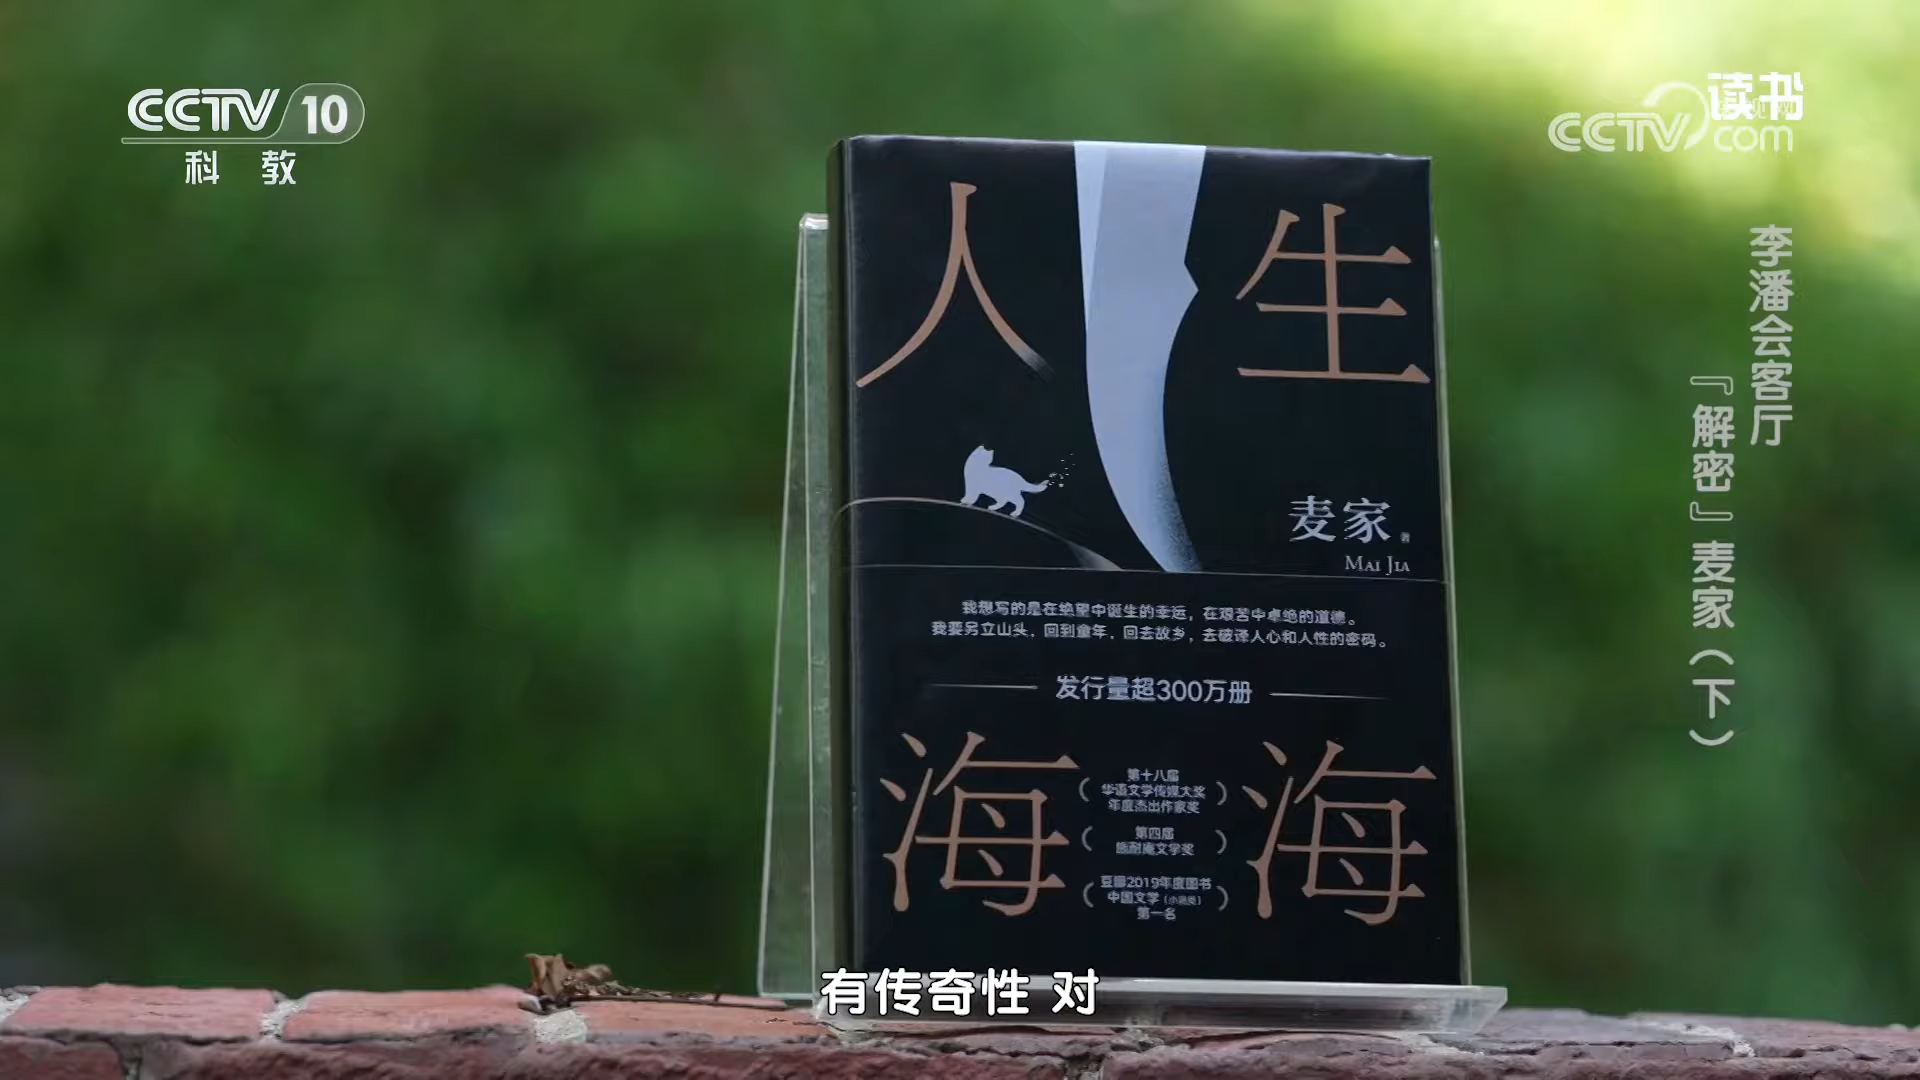 CCTV 10
科 教
读书
CCTV
com
李潘会客厅
『解密』麦家(下)
人生
麦家 著
MAI JIA
我想写的是在绝望中诞生的幸运，在艰苦中卓绝的道德。
我要另立山头，回到童年，回去故乡，去破译人心和人性的密码。
发行量超300万册
海海
第十八届
华语文学传媒大奖
年度杰出作家奖
第四届
施耐庵文学奖
豆瓣2019年度图书
中国文学（小说类）
第一名
有传奇性 对